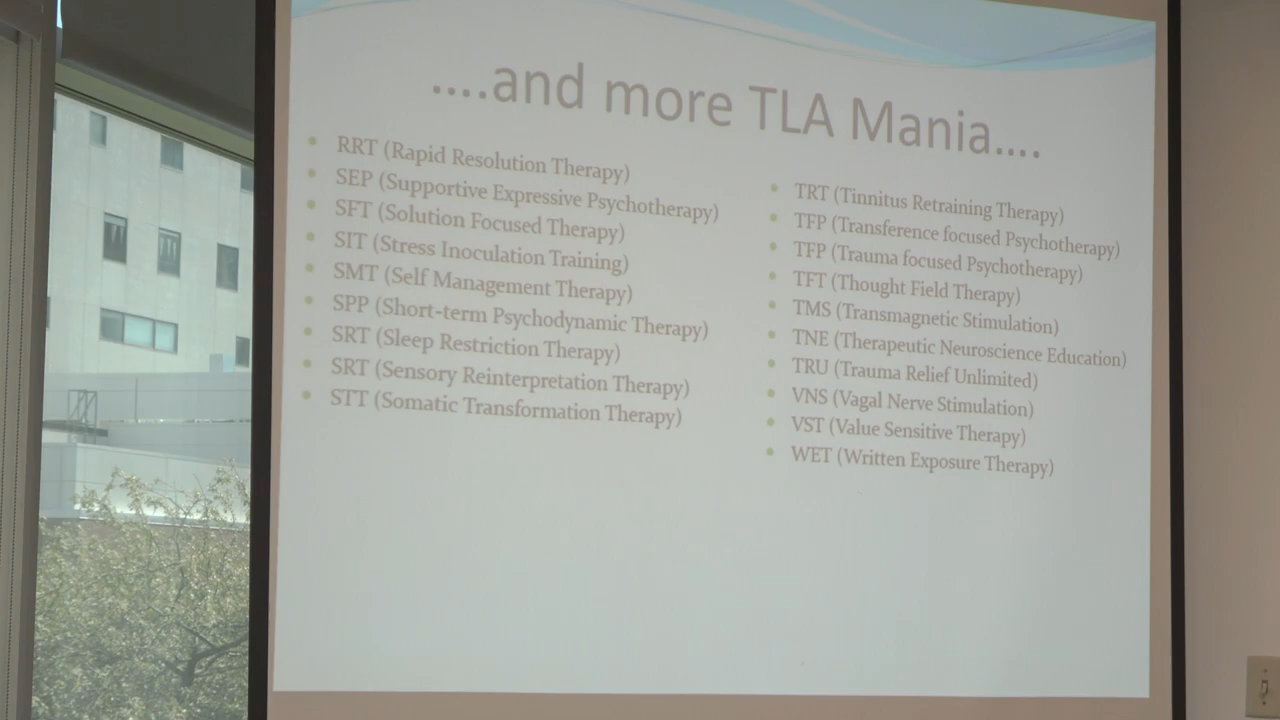 ....and more TLA Mania....
RRT (Rapid Resolution Therapy)
SEP (Supportive Expressive Psychotherapy)
SFT (Solution Focused Therapy)
SIT (Stress Inoculation Training)
SMT (Self Management Therapy)
SPP (Short-term Psychodynamic Therapy)
SRT (Sleep Restriction Therapy)
SRT (Sensory Reinterpretation Therapy)
STT (Somatic Transformation Therapy)
TRT (Tinnitus Retraining Therapy)
TFP (Transference focused Psychotherapy)
TFP (Trauma focused Psychotherapy)
TFT (Thought Field Therapy)
TMS (Transmagnetic Stimulation)
TNE (Therapeutic Neuroscience Education)
TRU (Trauma Relief Unlimited)
VNS (Vagal Nerve Stimulation)
VST (Value Sensitive Therapy)
WET (Written Exposure Therapy)